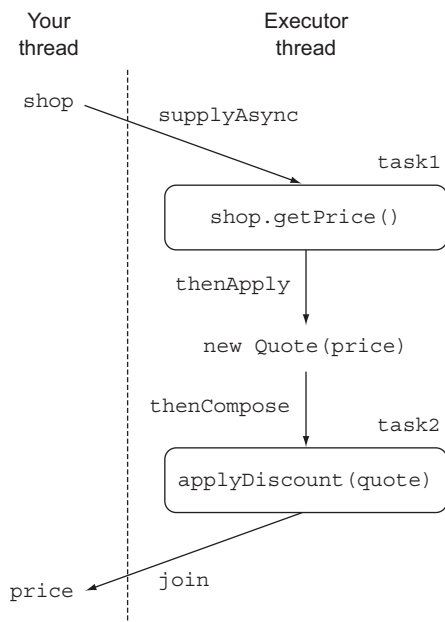 Your
thread
Executor
thread
shop
supplyAsync
task1
shop.getPrice()
thenApply
new Quote(price)
thenCompose
task2
applyDiscount(quote)
join
price